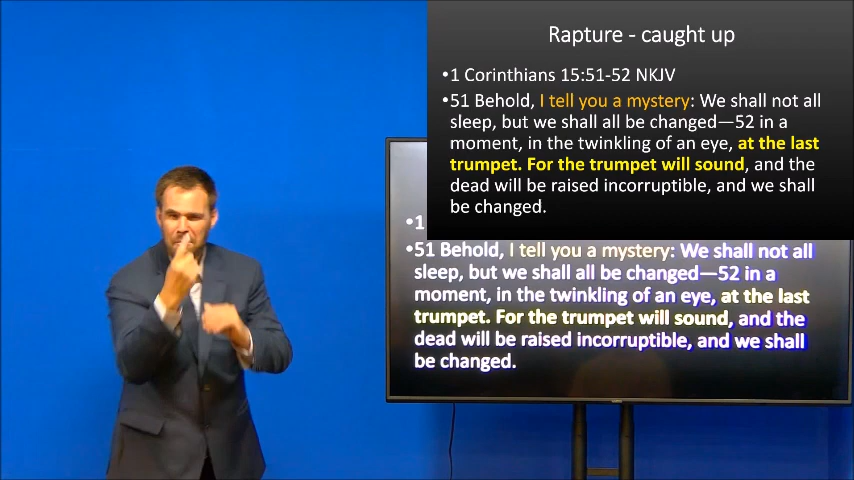 Rapture - caught up
•1 Corinthians 15:51-52 NKJV
•51 Behold, I tell you a mystery: We shall not all
sleep, but we shall all be changed—52 in a
moment, in the twinkling of an eye, at the last
trumpet. For the trumpet will sound, and the
dead will be raised incorruptible, and we shall
be changed.
•1
•51 Behold, I tell you a mystery: We shall not all
sleep, but we shall all be changed—52 in a
moment, in the twinkling of an eye, at the last
trumpet. For the trumpet will sound, and the
dead will be raised incorruptible, and we shall
be changed.